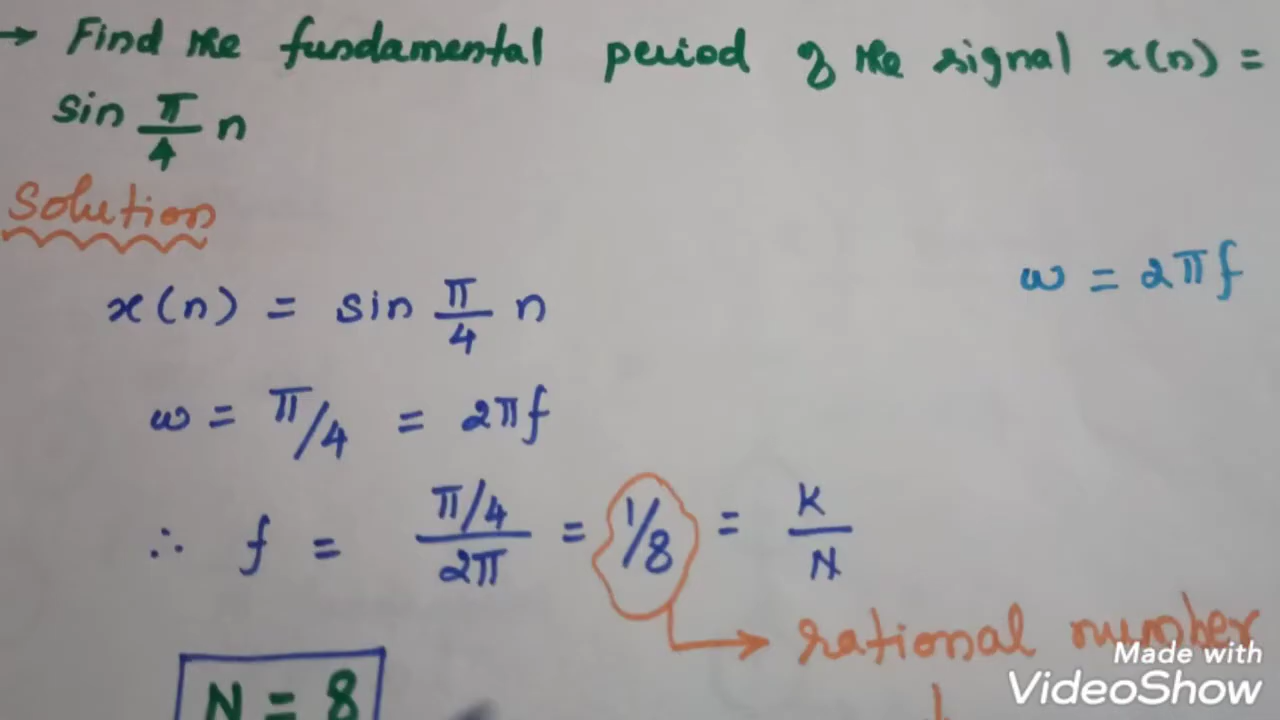 → Find the fundamental period of the signal x(n) =
sin π/4 n
Solution
x(n) = sin π/4 n
ω = 2πf
ω = π/4 = 2πf
∴ f = π/4 / 2π = 1/8 = K/N
rational number
N = 8
Made with
VideoShow